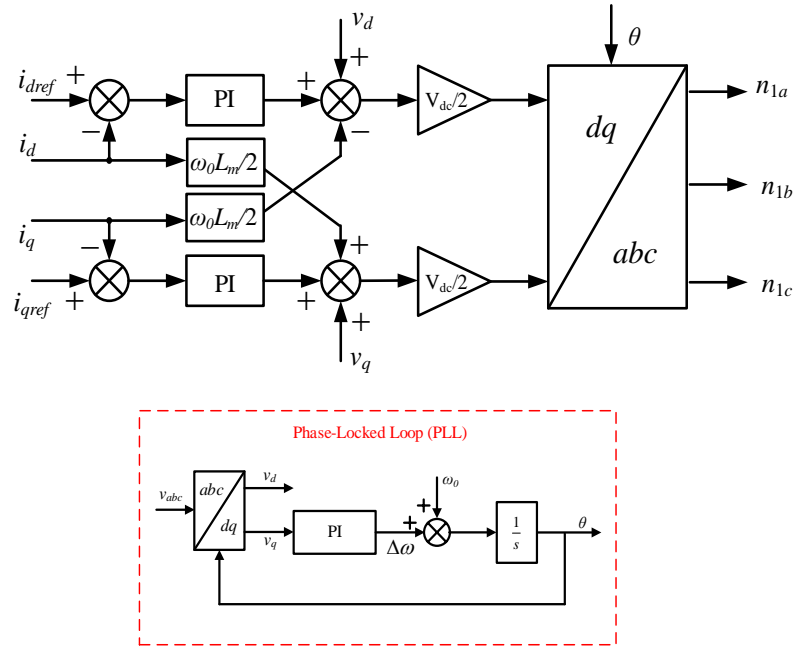 v_d
θ
i_dref
+
+
−
PI
+
−
V_dc/2
n_1a
i_d
ω_0L_m/2
dq
n_1b
i_q
ω_0L_m/2
abc
−
+
i_qref
+
PI
+
+
V_dc/2
n_1c
v_q
Phase-Locked Loop (PLL)
v_abc
abc
dq
v_d
v_q
PI
Δω
+
+
ω_0
1/s
θ